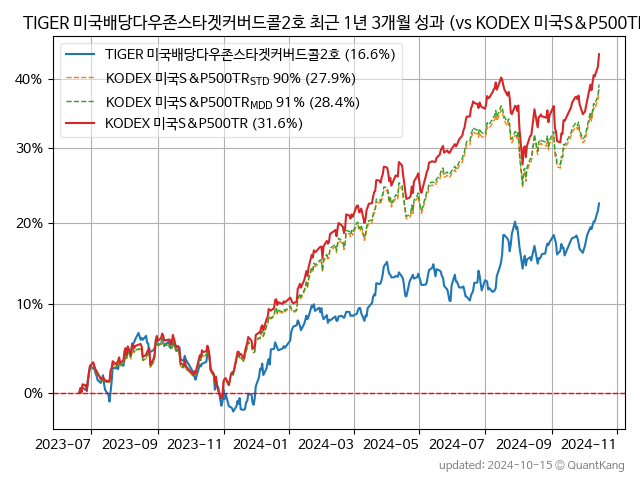 TIGER 미국배당다우존스타겟커버드콜2호 최근 1년 3개월 성과 (vs KODEX 미국S&P500TR
TIGER 미국배당다우존스타겟커버드콜2호 (16.6%)
KODEX 미국S&P500TR_STD 90% (27.9%)
KODEX 미국S&P500TR_MDD 91% (28.4%)
KODEX 미국S&P500TR (31.6%)
40%
30%
20%
10%
0%
2023-07 2023-09 2023-11 2024-01 2024-03 2024-05 2024-07 2024-09 2024-11
updated: 2024-10-15 © QuantKang